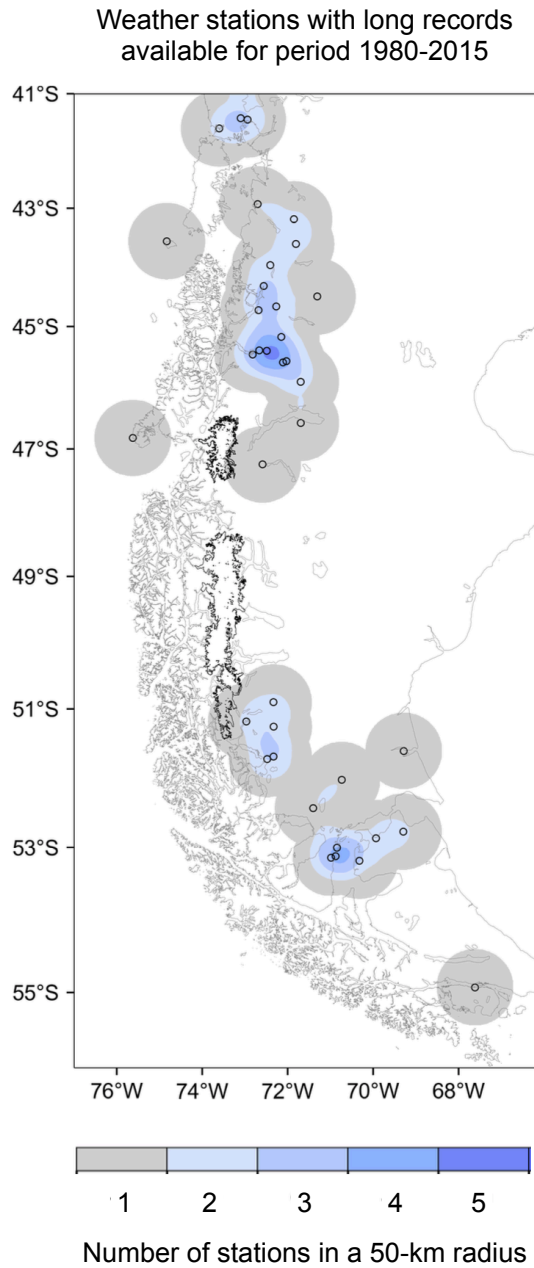 Weather stations with long records
available for period 1980-2015
41°S
43°S
45°S
47°S
49°S
51°S
53°S
55°S
76°W 74°W 72°W 70°W 68°W
1 2 3 4 5
Number of stations in a 50-km radius